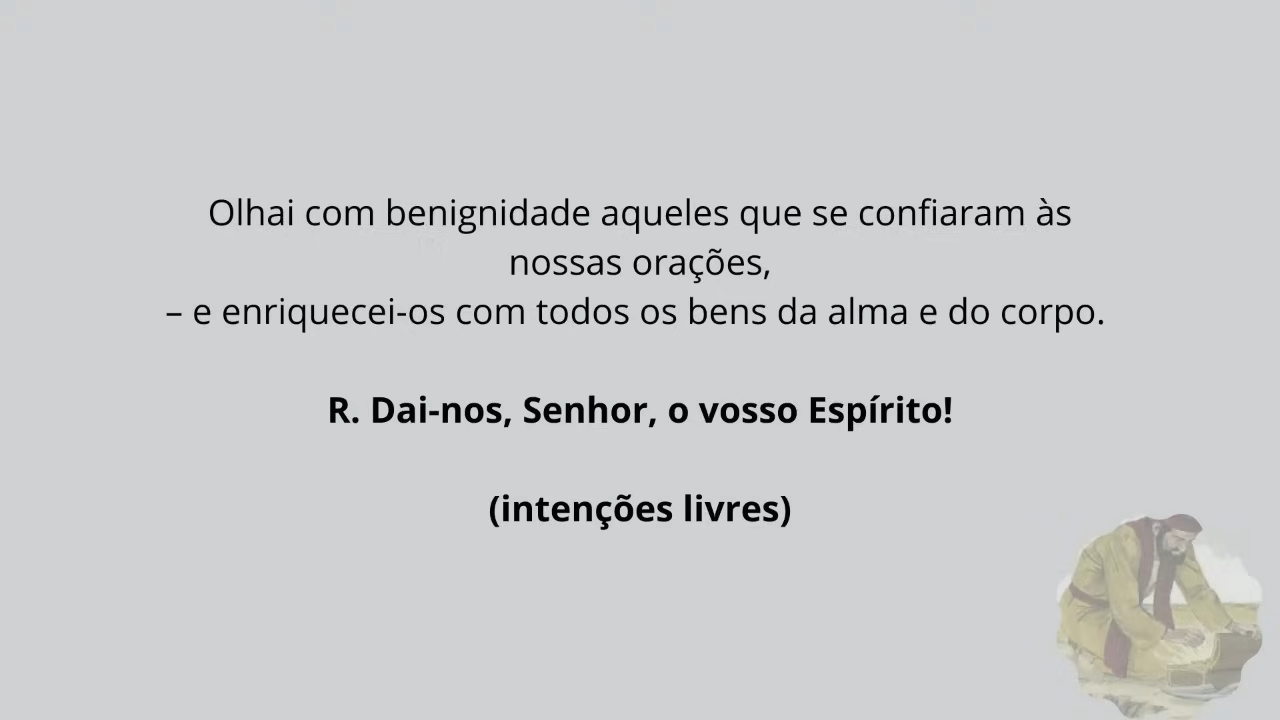 Olhai com benignidade aqueles que se confiaram às
nossas orações,
– e enriquecei-os com todos os bens da alma e do corpo.
R. Dai-nos, Senhor, o vosso Espírito!
(intenções livres)